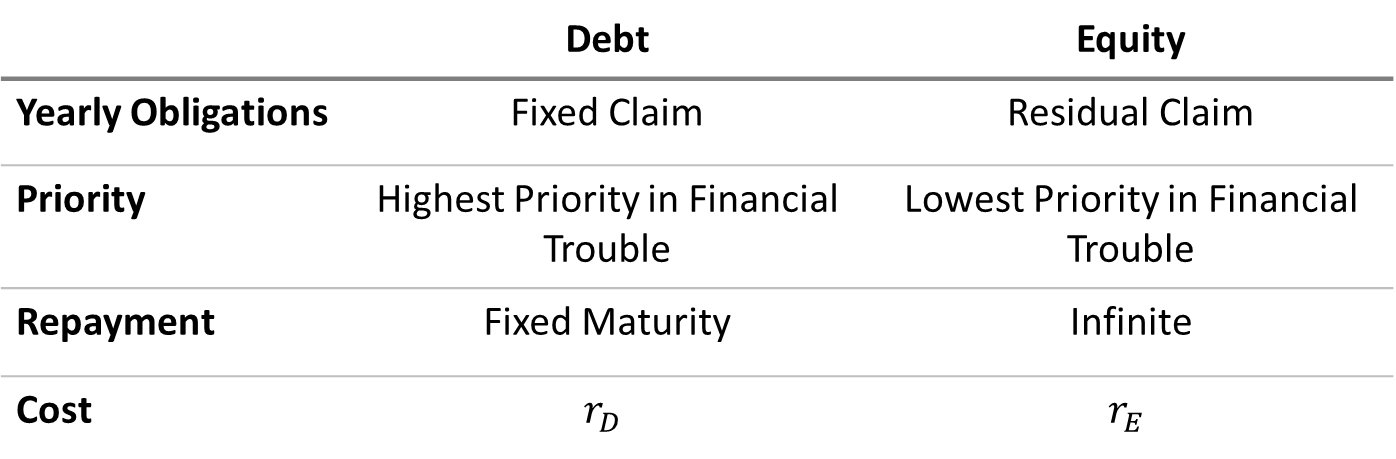 Debt Equity
Yearly Obligations Fixed Claim Residual Claim
Priority Highest Priority in Financial Lowest Priority in Financial
Trouble Trouble
Repayment Fixed Maturity Infinite
Cost r_D r_E